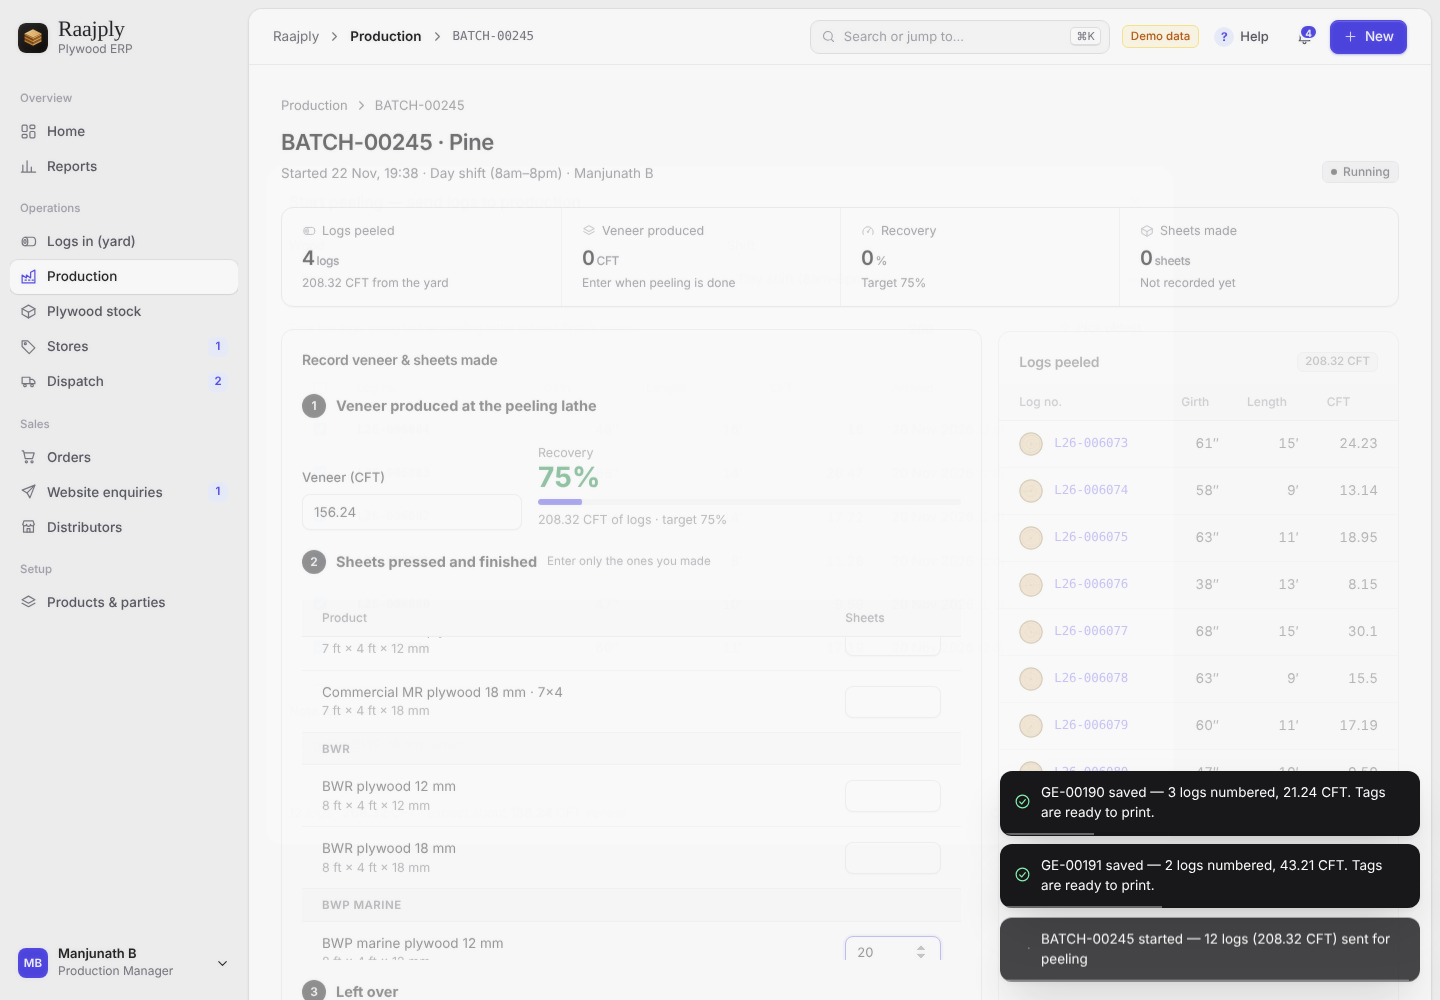 Raajply
Plywood ERP
Overview
Home
Reports
Operations
Logs in (yard)
Production
Plywood stock
Stores 1
Dispatch 2
Sales
Orders
Website enquiries 1
Distributors
Setup
Products & parties
MB
Manjunath B
Production Manager
Raajply > Production > BATCH-00245
Search or jump to... ⌘K
Demo data
? Help
4
+ New
Production > BATCH-00245
BATCH-00245 · Pine
Started 22 Nov, 19:38 · Day shift (8am–8pm) · Manjunath B
Running
Logs peeled
4 logs
208.32 CFT from the yard
Veneer produced
0 CFT
Enter when peeling is done
Recovery
0 %
Target 75%
Sheets made
0 sheets
Not recorded yet
Record veneer & sheets made
1 Veneer produced at the peeling lathe
Veneer (CFT)
156.24
Recovery
75%
208.32 CFT of logs · target 75%
2 Sheets pressed and finished Enter only the ones you made
Product Sheets
7 ft × 4 ft × 12 mm
Commercial MR plywood 18 mm · 7×4
7 ft × 4 ft × 18 mm
BWR
BWR plywood 12 mm
8 ft × 4 ft × 12 mm
BWR plywood 18 mm
8 ft × 4 ft × 18 mm
BWP MARINE
BWP marine plywood 12 mm
20
8 ft × 4 ft × 12 mm
3 Left over
Logs peeled 208.32 CFT
Log no. Girth Length CFT
L26-006073 61″ 15′ 24.23
L26-006074 58″ 9′ 13.14
L26-006075 63″ 11′ 18.95
L26-006076 38″ 13′ 8.15
L26-006077 68″ 15′ 30.1
L26-006078 63″ 9′ 15.5
L26-006079 60″ 11′ 17.19
GE-00190 saved — 3 logs numbered, 21.24 CFT. Tags
are ready to print.
GE-00191 saved — 2 logs numbered, 43.21 CFT. Tags
are ready to print.
BATCH-00245 started — 12 logs (208.32 CFT) sent for
peeling